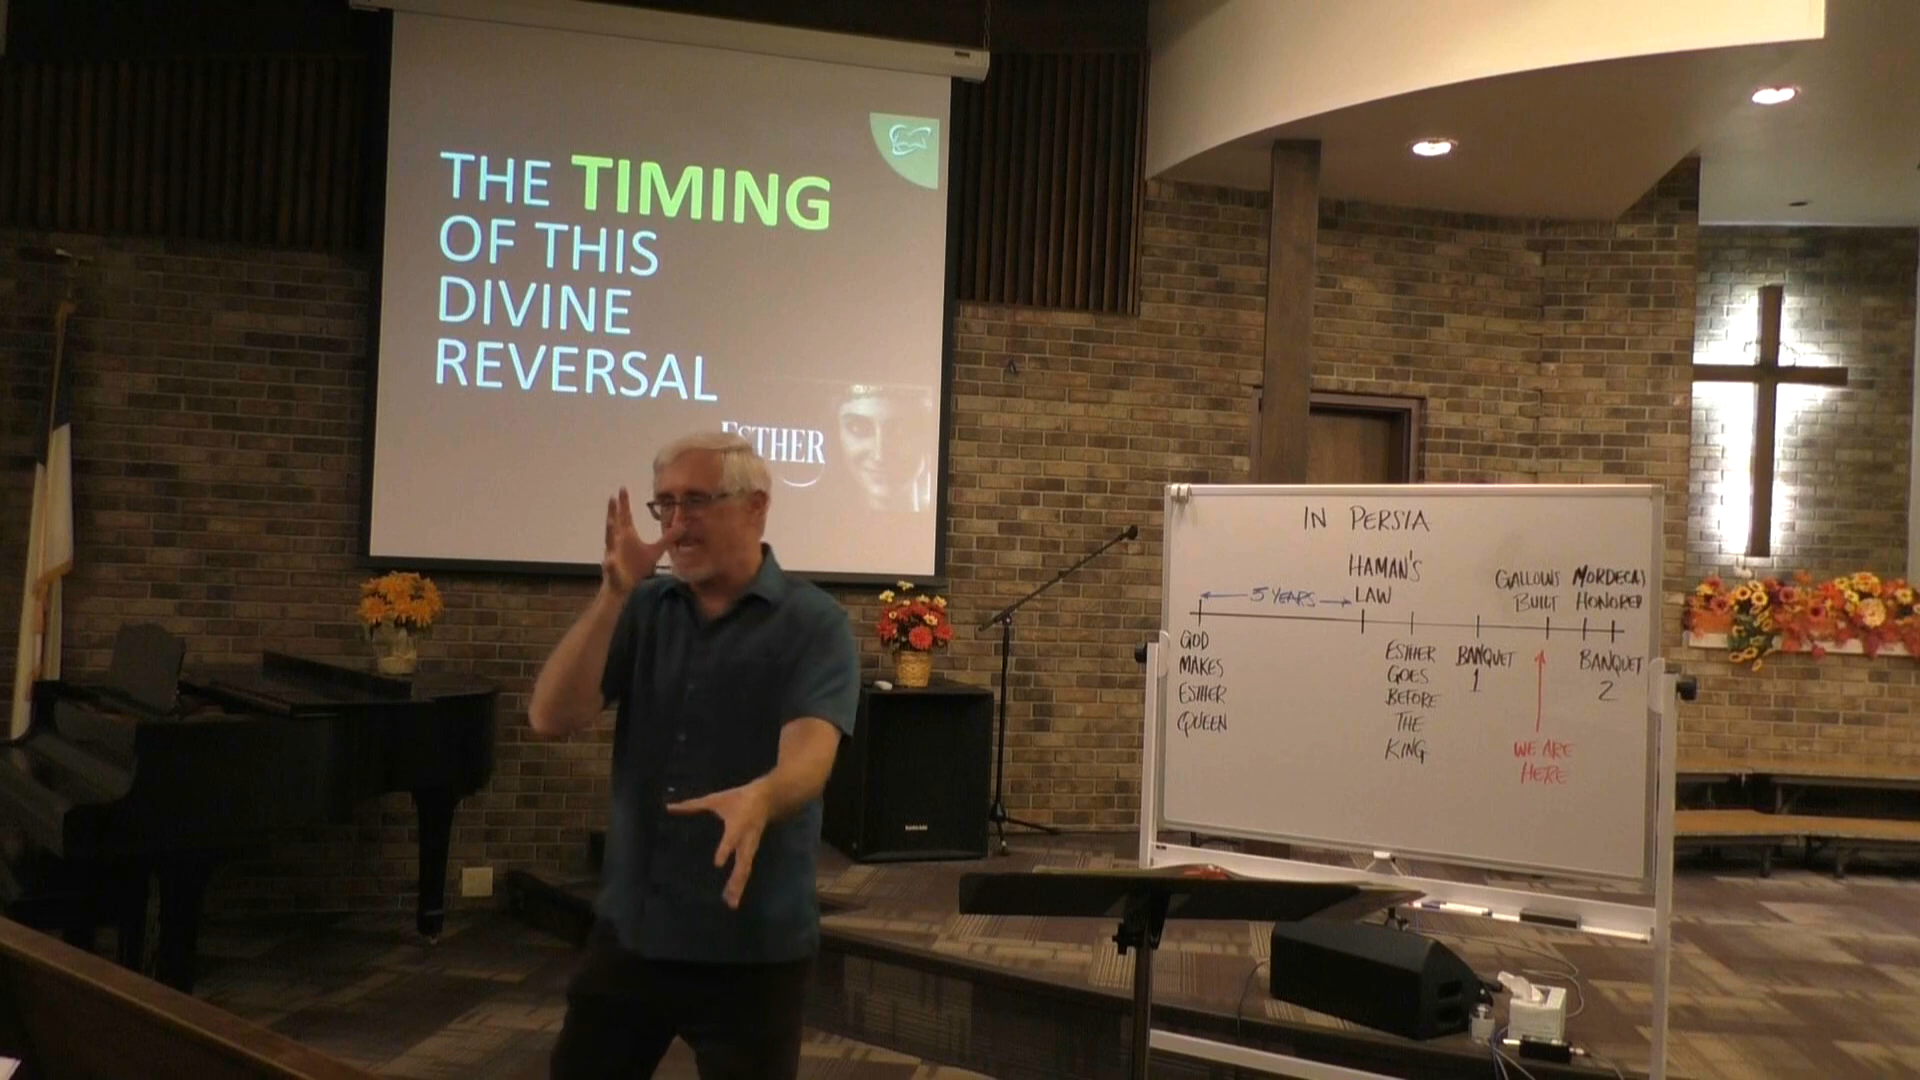 THE TIMING
OF THIS
DIVINE
REVERSAL
ESTHER
IN PERSIA
HAMAN'S
LAW
5 YEARS
GALLOWS
BUILT
MORDECAI
HONORED
GOD
MAKES
ESTHER
QUEEN
ESTHER
GOES
BEFORE
THE
KING
BANQUET
1
BANQUET
2
WE ARE
HERE